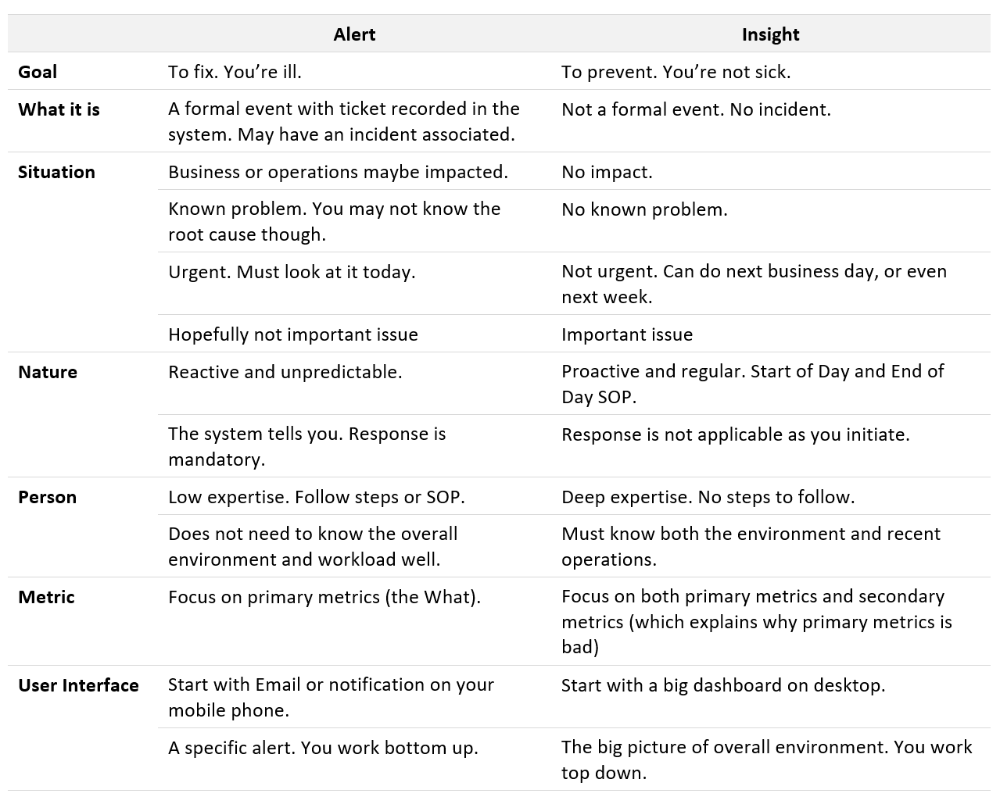 Alert Insight
Goal To fix. You’re ill. To prevent. You’re not sick.
What it is A formal event with ticket recorded in the Not a formal event. No incident.
system. May have an incident associated.
Situation Business or operations maybe impacted. No impact.
Known problem. You may not know the No known problem.
root cause though.
Urgent. Must look at it today. Not urgent. Can do next business day, or even
next week.
Hopefully not important issue Important issue
Nature Reactive and unpredictable. Proactive and regular. Start of Day and End of
Day SOP.
The system tells you. Response is Response is not applicable as you initiate.
mandatory.
Person Low expertise. Follow steps or SOP. Deep expertise. No steps to follow.
Does not need to know the overall Must know both the environment and recent
environment and workload well. operations.
Metric Focus on primary metrics (the What). Focus on both primary metrics and secondary
metrics (which explains why primary metrics is
bad)
User Interface Start with Email or notification on your Start with a big dashboard on desktop.
mobile phone.
A specific alert. You work bottom up. The big picture of overall environment. You work
top down.